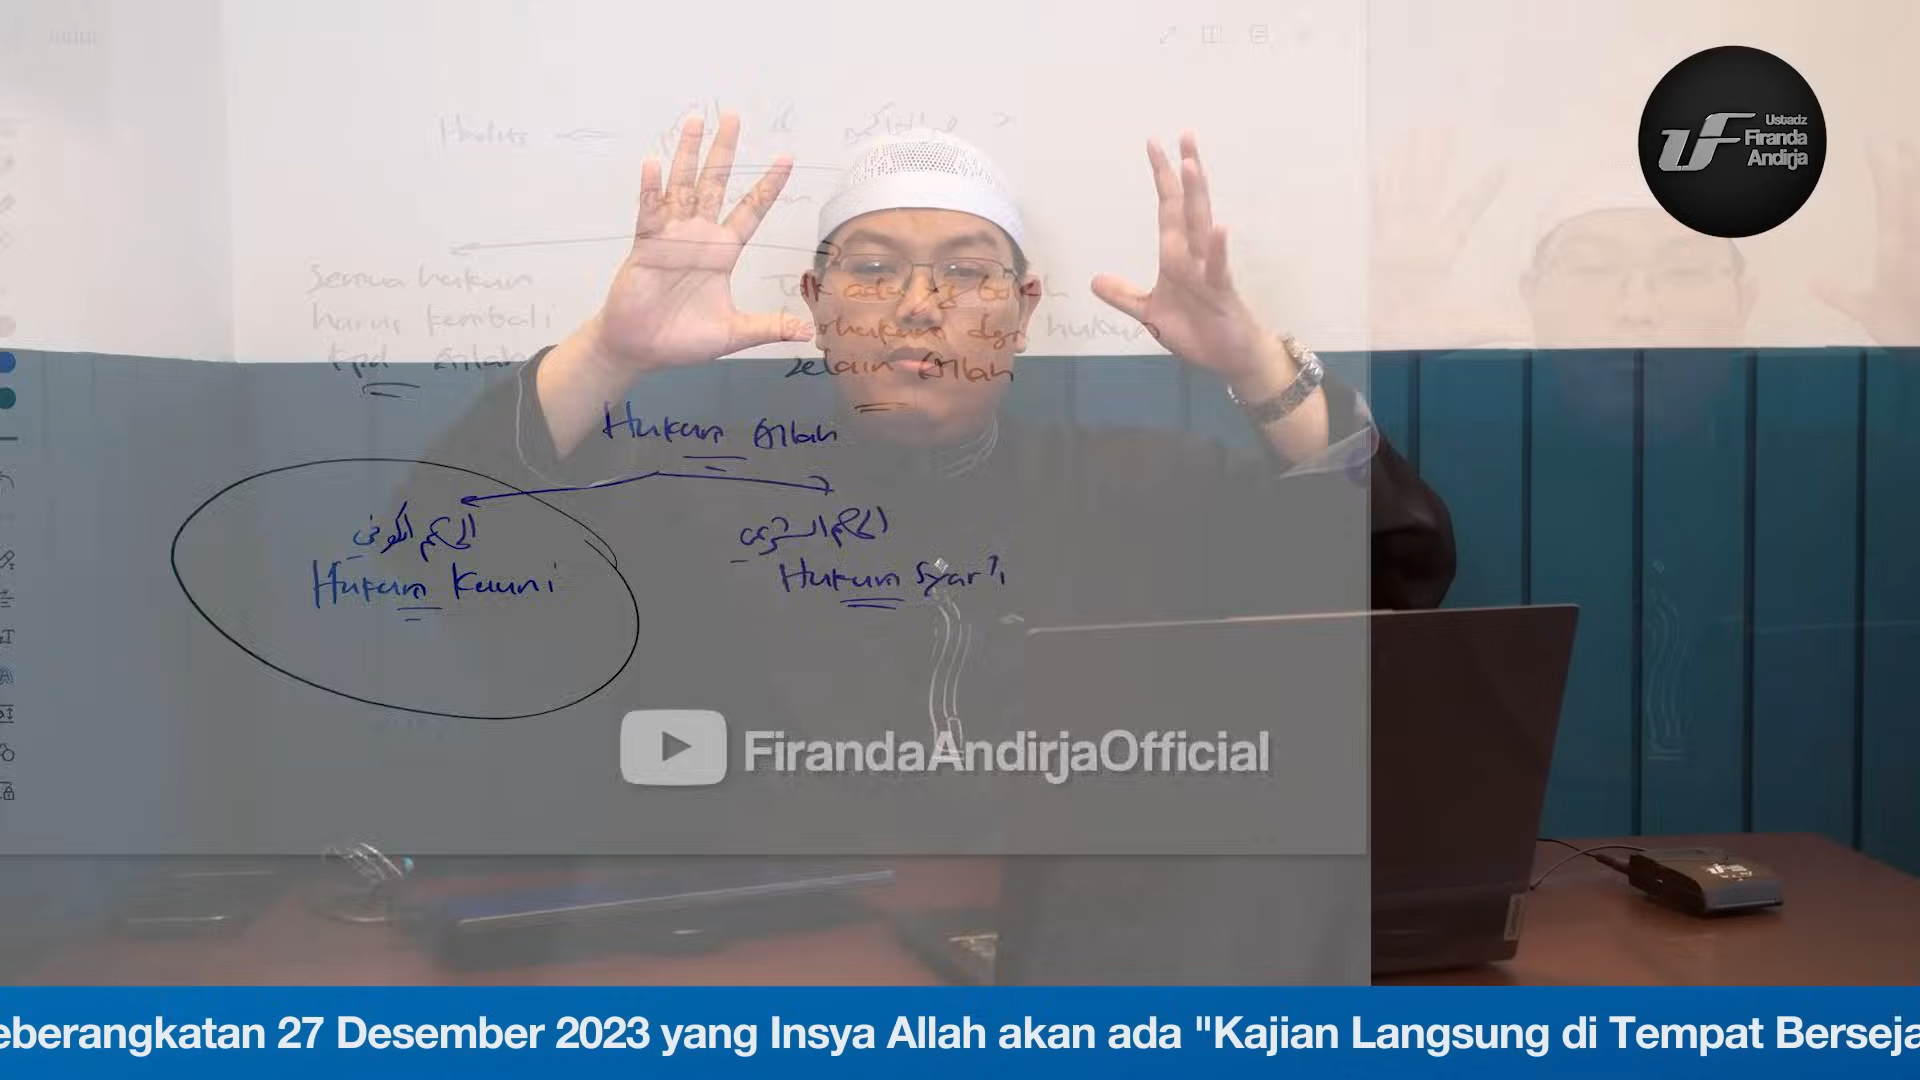 Ustadz
Firanda
Andirja
Semua hukum
harus kembali
kpd Allah
Tak ada yg boleh
berhukum dgn hukum
selain Allah
Hukum Allah
الحكم الكوني
الحكم الشرعي
Hukum Kauni
Hukum Syar'i
FirandaAndirjaOfficial
eberangkatan 27 Desember 2023 yang Insya Allah akan ada "Kajian Langsung di Tempat Berseja